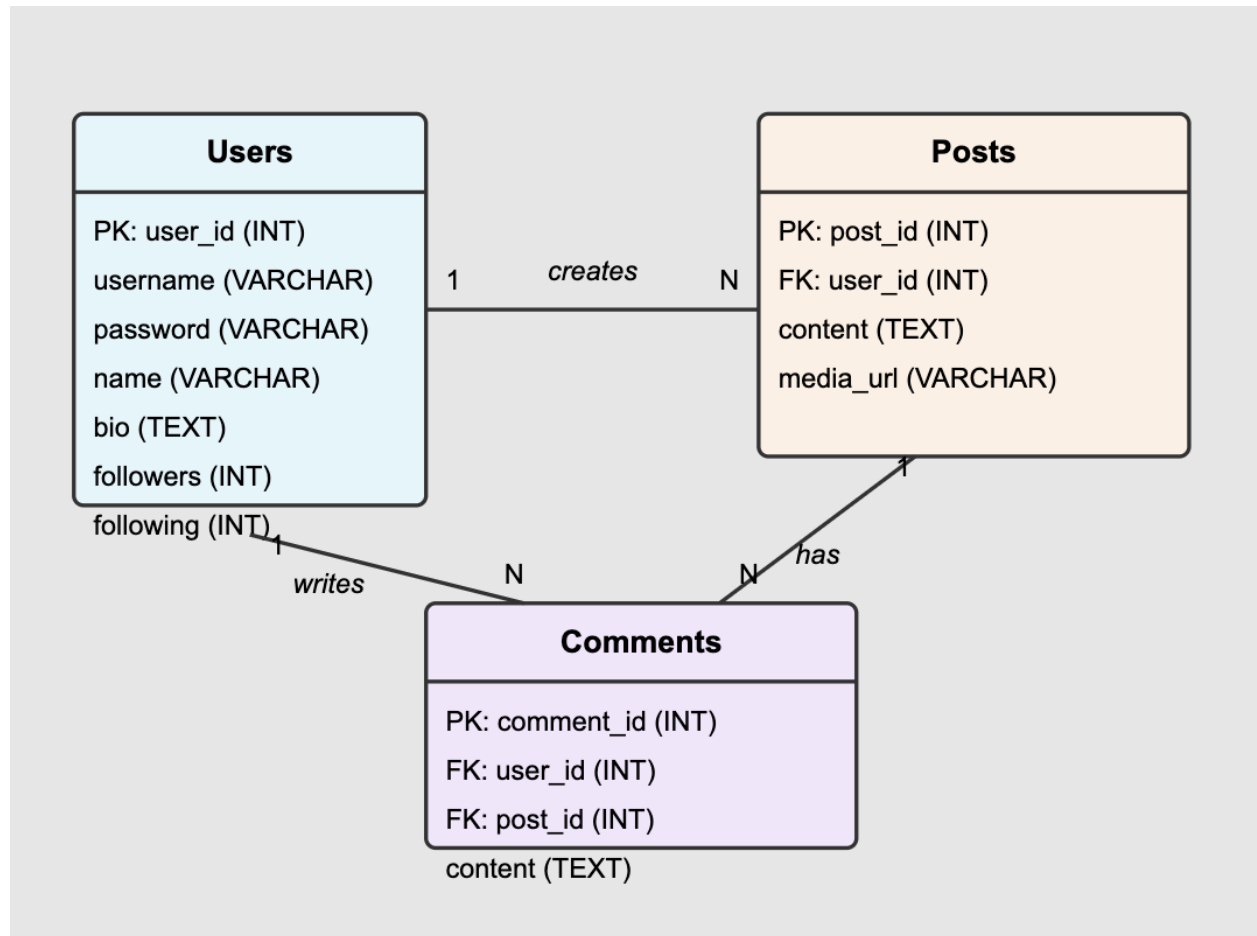 Users
PK: user_id (INT)
username (VARCHAR)
password (VARCHAR)
name (VARCHAR)
bio (TEXT)
followers (INT)
following (INT)
1
creates
N
Posts
PK: post_id (INT)
FK: user_id (INT)
content (TEXT)
media_url (VARCHAR)
1
writes
N
1
has
N
Comments
PK: comment_id (INT)
FK: user_id (INT)
FK: post_id (INT)
content (TEXT)